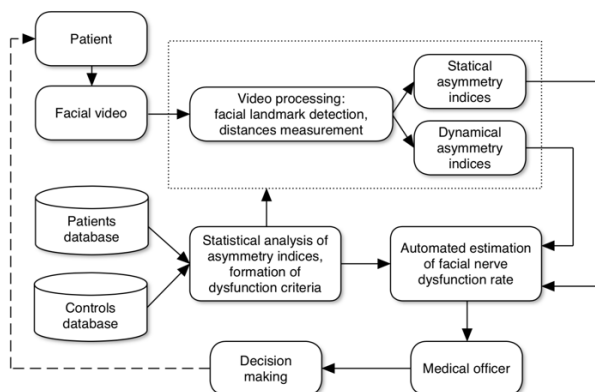 Patient
Facial video
Video processing:
facial landmark detection,
distances measurement
Statical
asymmetry
indices
Dynamical
asymmetry
indices
Patients
database
Controls
database
Statistical analysis of
asymmetry indices,
formation of
dysfunction criteria
Automated estimation
of facial nerve
dysfunction rate
Decision
making
Medical officer